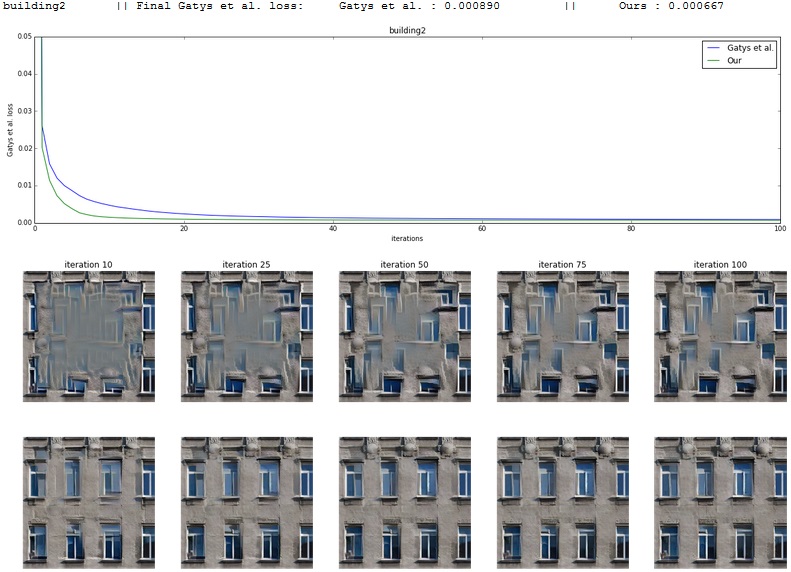 building2 || Final Gatys et al. loss: Gatys et al. : 0.000890 || Ours : 0.000667
building2
Gatys et al. loss
0.05
0.04
0.03
0.02
0.01
0.00
Gatys et al.
Our
0 20 40 60 80 100
iterations
iteration 10 iteration 25 iteration 50 iteration 75 iteration 100